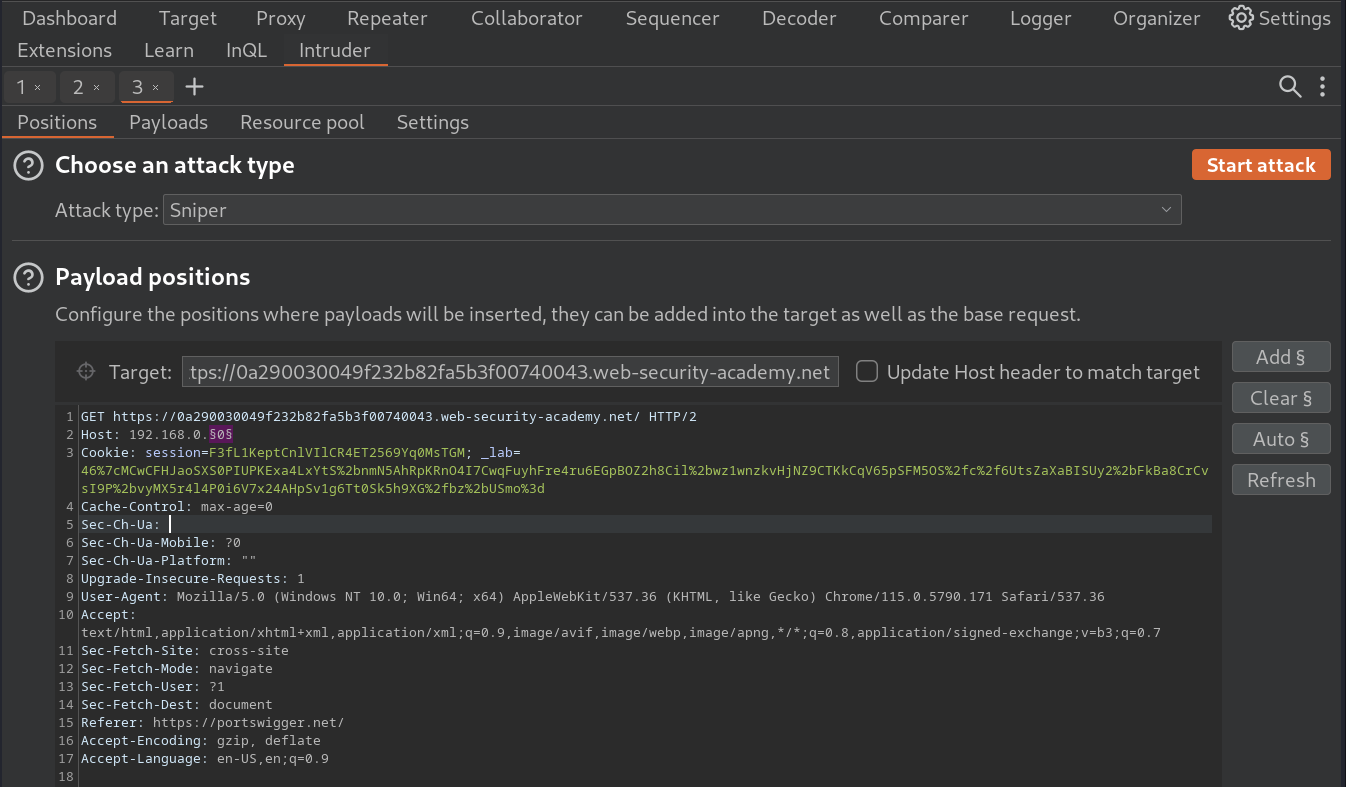 Dashboard Target Proxy Repeater Collaborator Sequencer Decoder Comparer Logger Organizer Settings
Extensions Learn InQL Intruder
1 × 2 × 3 × +
Positions Payloads Resource pool Settings
? Choose an attack type Start attack
Attack type: Sniper
? Payload positions
Configure the positions where payloads will be inserted, they can be added into the target as well as the base request.
Target: tps://0a290030049f232b82fa5b3f00740043.web-security-academy.net Update Host header to match target
Add §
Clear §
Auto §
Refresh
1 GET https://0a290030049f232b82fa5b3f00740043.web-security-academy.net/ HTTP/2
2 Host: 192.168.0.§0§
3 Cookie: session=F3fL1KeptCnlVIlCR4ET2569Yq0MsTGM; _lab=
46%7cMCwCFHJaoSXS0PIUPKExa4LxYtS%2bnmN5AhRpKRnO4I7CwqFuyhFre4ru6EGpBOZ2h8Cil%2bwz1wnzkvHjNZ9CTKkCqV65pSFM5OS%2fc%2f6UtsZaXaBISUy2%2bFkBa8CrCv
sI9P%2bvyMX5r4l4P0i6V7x24AHpSv1g6Tt0Sk5h9XG%2fbz%2bUSmo%3d
4 Cache-Control: max-age=0
5 Sec-Ch-Ua:
6 Sec-Ch-Ua-Mobile: ?0
7 Sec-Ch-Ua-Platform: ""
8 Upgrade-Insecure-Requests: 1
9 User-Agent: Mozilla/5.0 (Windows NT 10.0; Win64; x64) AppleWebKit/537.36 (KHTML, like Gecko) Chrome/115.0.5790.171 Safari/537.36
10 Accept:
text/html,application/xhtml+xml,application/xml;q=0.9,image/avif,image/webp,image/apng,*/*;q=0.8,application/signed-exchange;v=b3;q=0.7
11 Sec-Fetch-Site: cross-site
12 Sec-Fetch-Mode: navigate
13 Sec-Fetch-User: ?1
14 Sec-Fetch-Dest: document
15 Referer: https://portswigger.net/
16 Accept-Encoding: gzip, deflate
17 Accept-Language: en-US,en;q=0.9
18